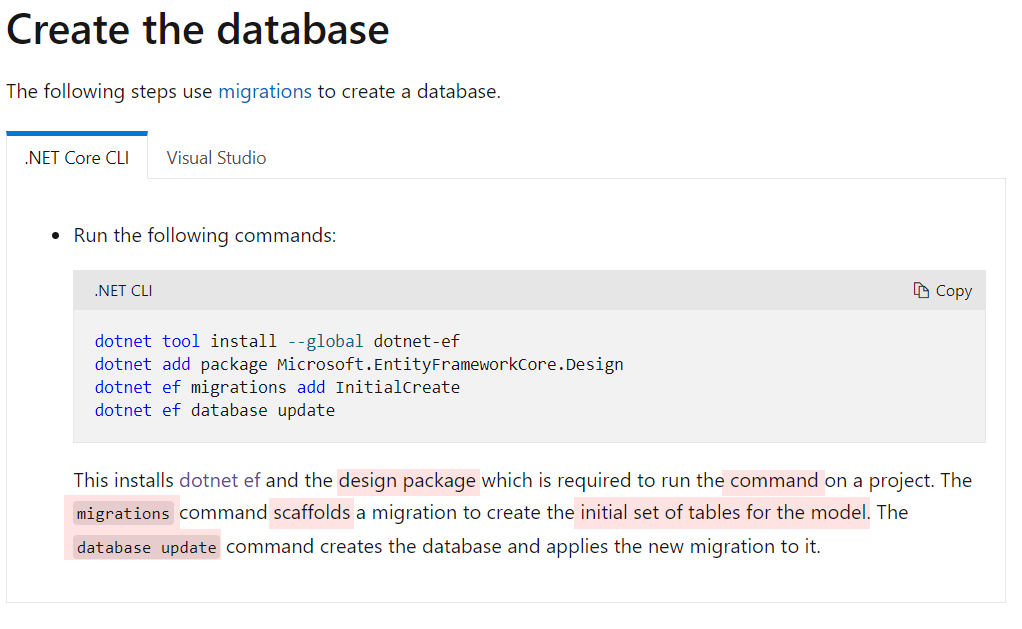 Create the database
The following steps use migrations to create a database.
.NET Core CLI
Visual Studio
Run the following commands:
.NET CLI
Copy
dotnet tool install --global dotnet-ef
dotnet add package Microsoft.EntityFrameworkCore.Design
dotnet ef migrations add InitialCreate
dotnet ef database update
This installs dotnet ef and the design package which is required to run the command on a project. The
migrations command scaffolds a migration to create the initial set of tables for the model. The
database update command creates the database and applies the new migration to it.